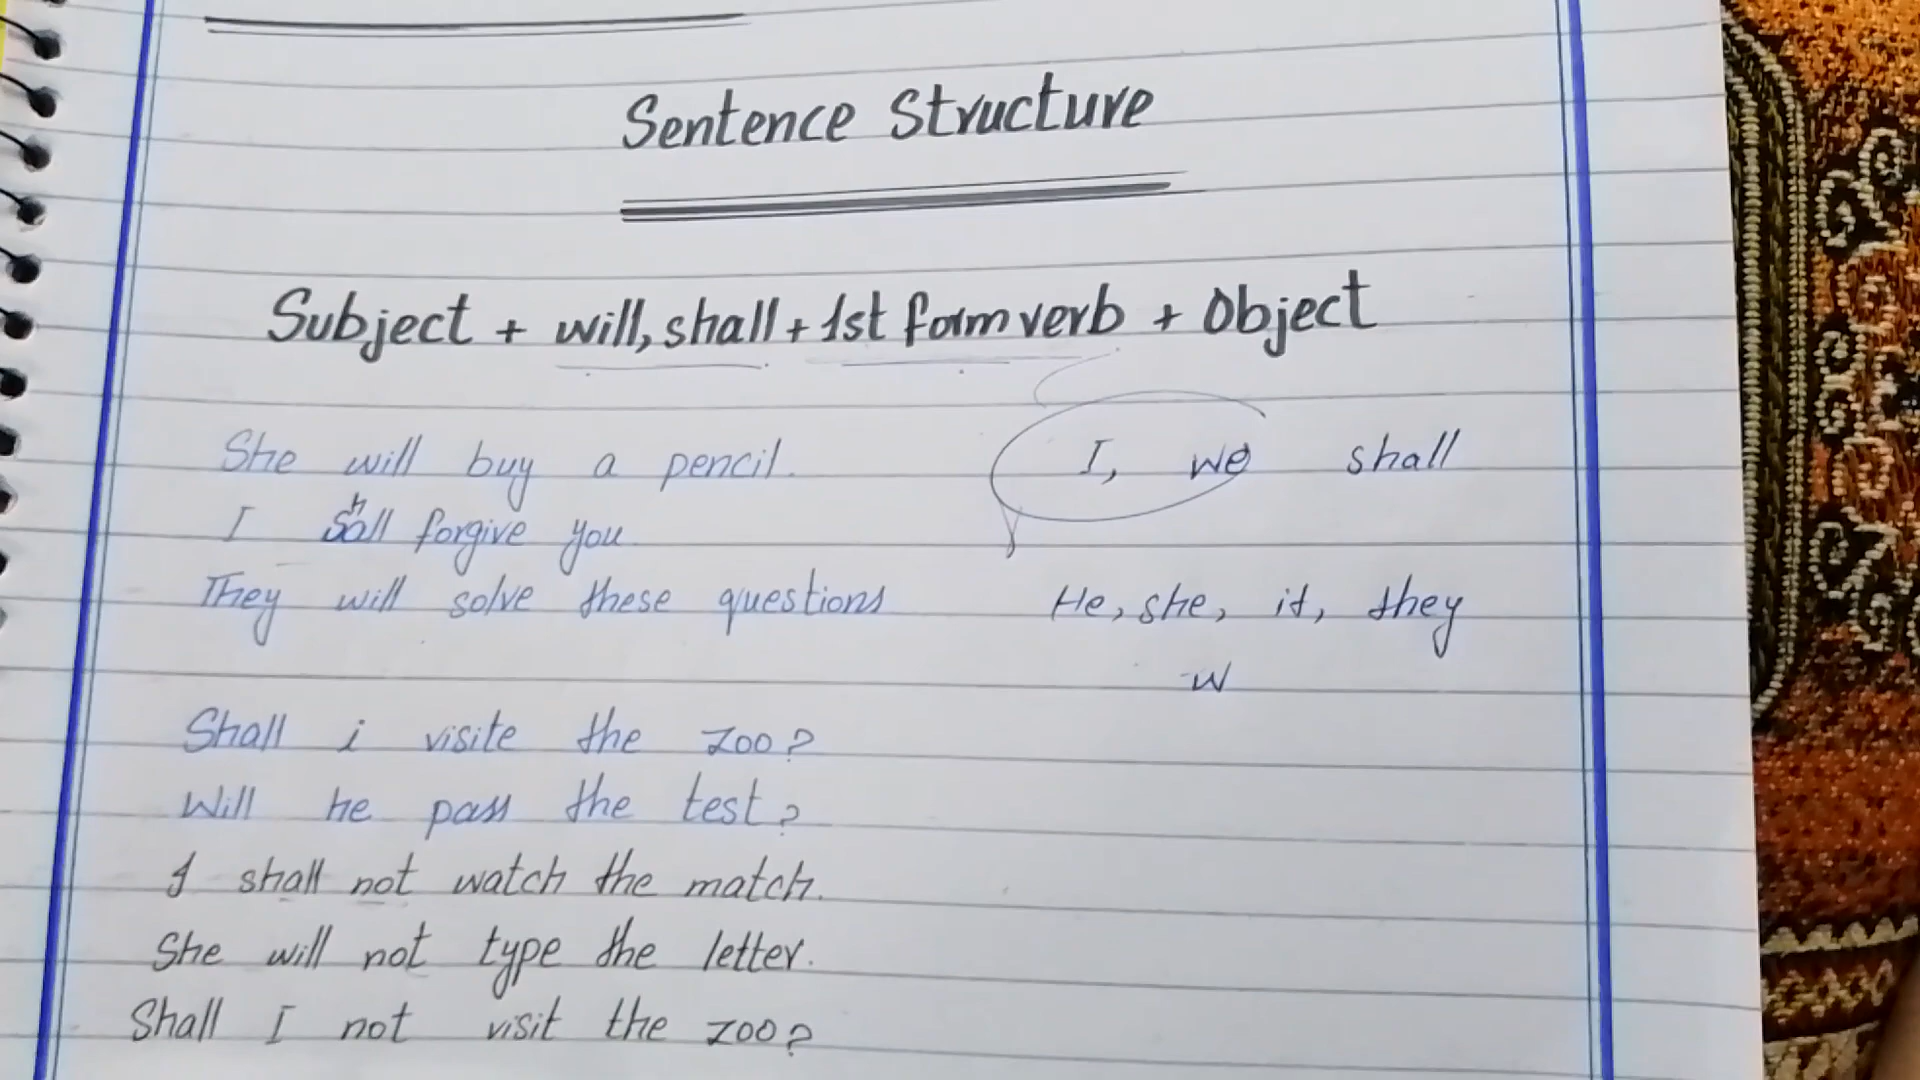 Sentence Structure
Subject + will, shall + 1st form verb + Object
She will buy a pencil.
I, we shall
I shall forgive you
They will solve these questions
He, she, it, they
w
Shall i visite the zoo?
Will he pass the test?
I shall not watch the match.
She will not type the letter.
Shall I not visit the zoo?